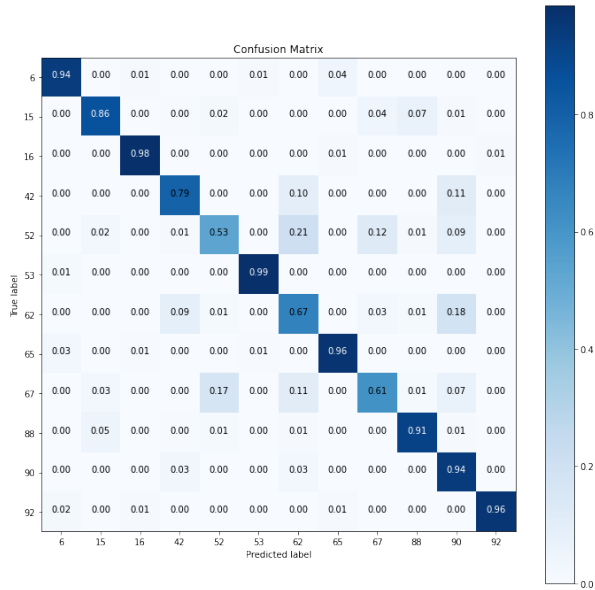 Confusion Matrix
6 0.94 0.00 0.01 0.00 0.00 0.01 0.00 0.04 0.00 0.00 0.00 0.00
15 0.00 0.86 0.00 0.00 0.02 0.00 0.00 0.00 0.04 0.07 0.01 0.00
16 0.00 0.00 0.98 0.00 0.00 0.00 0.00 0.01 0.00 0.00 0.00 0.01
42 0.00 0.00 0.00 0.79 0.00 0.00 0.10 0.00 0.00 0.00 0.11 0.00
52 0.00 0.02 0.00 0.01 0.53 0.00 0.21 0.00 0.12 0.01 0.09 0.00
53 0.01 0.00 0.00 0.00 0.00 0.99 0.00 0.00 0.00 0.00 0.00 0.00
62 0.00 0.00 0.00 0.09 0.01 0.00 0.67 0.00 0.03 0.01 0.18 0.00
65 0.03 0.00 0.01 0.00 0.00 0.01 0.00 0.96 0.00 0.00 0.00 0.00
67 0.00 0.03 0.00 0.00 0.17 0.00 0.11 0.00 0.61 0.01 0.07 0.00
88 0.00 0.05 0.00 0.00 0.01 0.00 0.01 0.00 0.00 0.91 0.01 0.00
90 0.00 0.00 0.00 0.03 0.00 0.00 0.03 0.00 0.00 0.00 0.94 0.00
92 0.02 0.00 0.01 0.00 0.00 0.00 0.00 0.01 0.00 0.00 0.00 0.96
6 15 16 42 52 53 62 65 67 88 90 92
Predicted label
True label
0.8
0.6
0.4
0.2
0.0